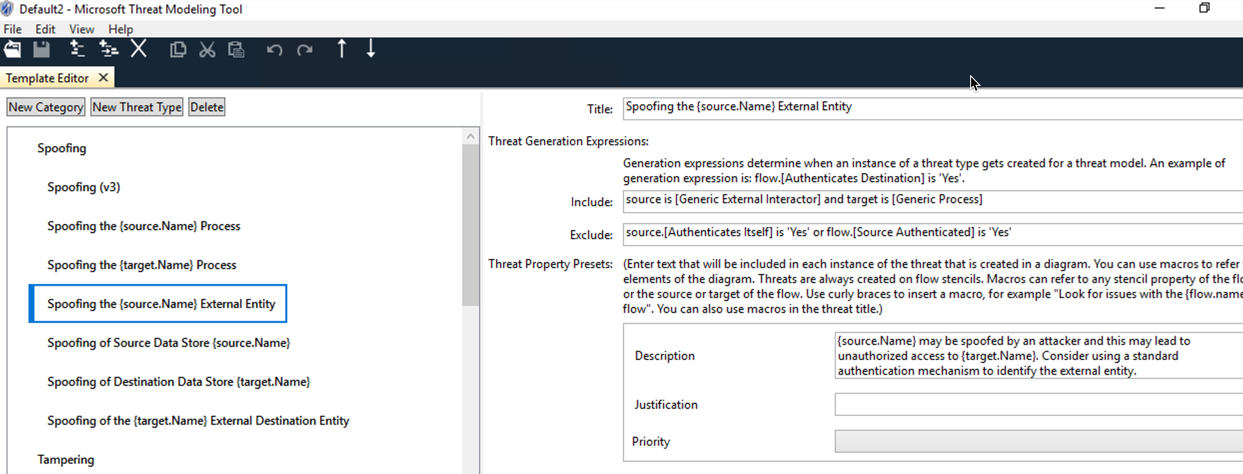 Default2 - Microsoft Threat Modeling Tool
File Edit View Help
Template Editor
New Category New Threat Type Delete
Spoofing
Spoofing (v3)
Spoofing the {source.Name} Process
Spoofing the {target.Name} Process
Spoofing the {source.Name} External Entity
Spoofing of Source Data Store {source.Name}
Spoofing of Destination Data Store {target.Name}
Spoofing of the {target.Name} External Destination Entity
Tampering
Title: Spoofing the {source.Name} External Entity
Threat Generation Expressions:
Generation expressions determine when an instance of a threat type gets created for a threat model. An example of
generation expression is: flow.[Authenticates Destination] is 'Yes'.
Include: source is [Generic External Interactor] and target is [Generic Process]
Exclude: source.[Authenticates Itself] is 'Yes' or flow.[Source Authenticated] is 'Yes'
Threat Property Presets: (Enter text that will be included in each instance of the threat that is created in a diagram. You can use macros to refer
elements of the diagram. Threats are always created on flow stencils. Macros can refer to any stencil property of the flo
or the source or target of the flow. Use curly braces to insert a macro, for example "Look for issues with the {flow.name
flow". You can also use macros in the threat title.)
Description {source.Name} may be spoofed by an attacker and this may lead to
unauthorized access to {target.Name}. Consider using a standard
authentication mechanism to identify the external entity.
Justification
Priority